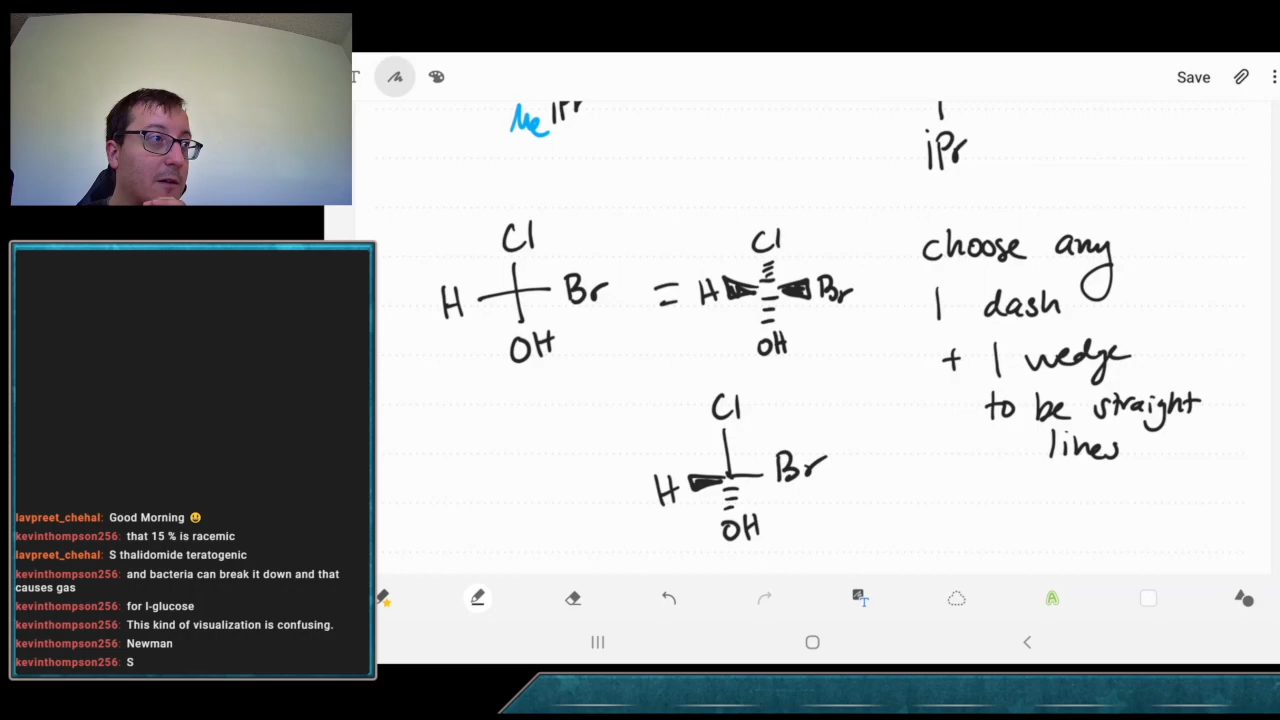 T
Save
Me iPr
iPr
Cl
H
Br
OH
=
Cl
H
Br
OH
choose any
1 dash
+ 1 wedge
to be straight
lines
Cl
H
Br
OH
lavpreet_chehal: Good Morning 😃
kevinthompson256: that 15 % is racemic
lavpreet_chehal: S thalidomide teratogenic
kevinthompson256: and bacteria can break it down and that
causes gas
kevinthompson256: for l-glucose
kevinthompson256: This kind of visualization is confusing.
kevinthompson256: Newman
kevinthompson256: S
T
A